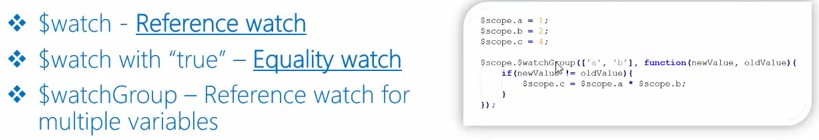 ❖ $watch - Reference watch
❖ $watch with “true” – Equality watch
❖ $watchGroup – Reference watch for
multiple variables
$scope.a = 1;
$scope.b = 2;
$scope.c = 4;
$scope.$watchGroup(['a', 'b'], function(newValue, oldValue){
if(newValue != oldValue){
$scope.c = $scope.a * $scope.b;
}
});